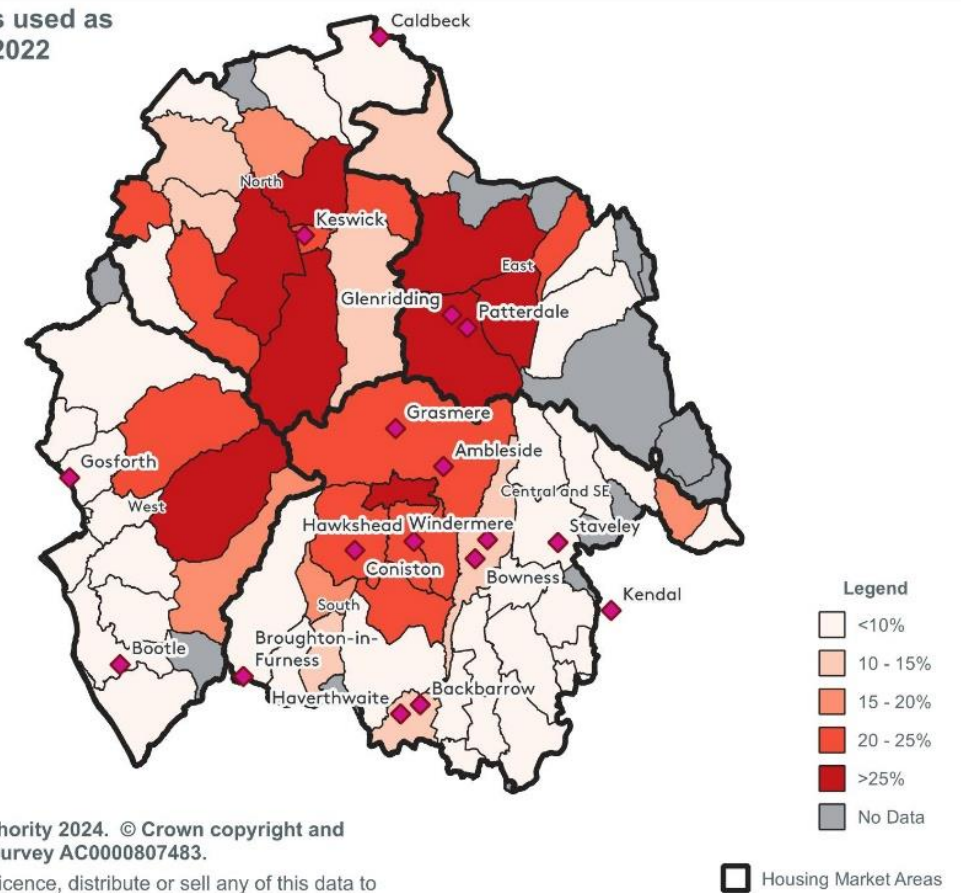 s used as
2022
Caldbeck
North
Keswick
East
Glenridding
Patterdale
Grasmere
Ambleside
Gosforth
Central and SE
West
Hawkshead
Windermere
Staveley
Coniston
Bowness
Kendal
South
Broughton-in-
Furness
Bootle
Haverthwaite
Backbarrow
Legend
<10%
10 - 15%
15 - 20%
20 - 25%
>25%
No Data
hority 2024. © Crown copyright and
urvey AC0000807483.
licence, distribute or sell any of this data to
Housing Market Areas